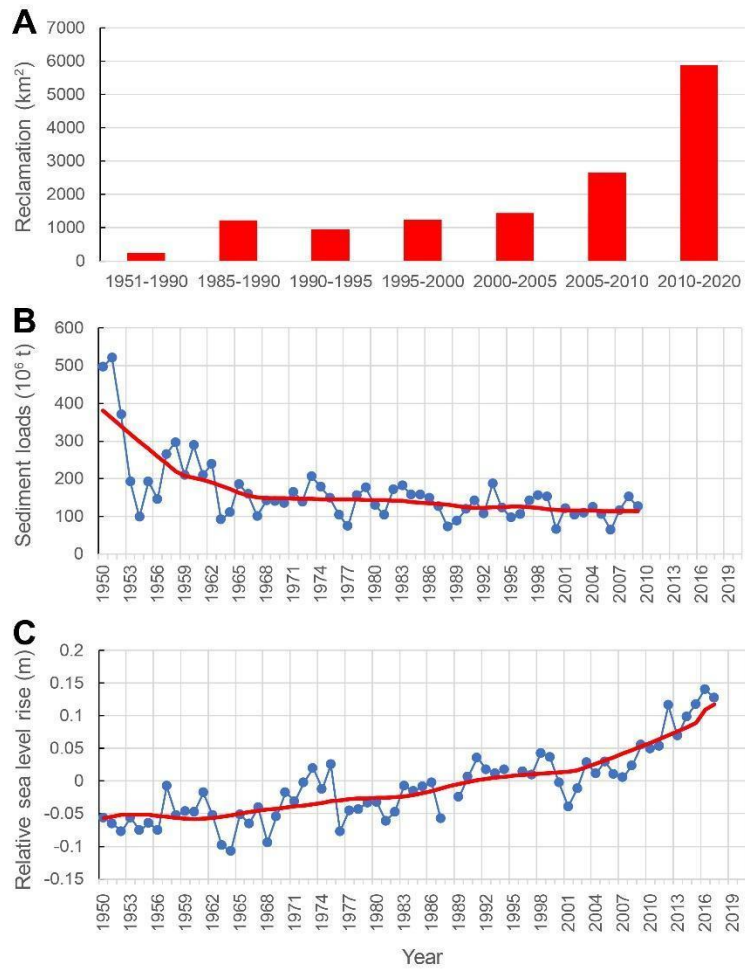 A
Reclamation (km²)
7000
6000
5000
4000
3000
2000
1000
0
1951-1990 1985-1990 1990-1995 1995-2000 2000-2005 2005-2010 2010-2020
B
Sediment loads (10⁶ t)
600
500
400
300
200
100
0
1950 1953 1956 1959 1962 1965 1968 1971 1974 1977 1980 1983 1986 1989 1992 1995 1998 2001 2004 2007 2010 2013 2016 2019
C
Relative sea level rise (m)
0.2
0.15
0.1
0.05
0
-0.05
-0.1
-0.15
1950 1953 1956 1959 1962 1965 1968 1971 1974 1977 1980 1983 1986 1989 1992 1995 1998 2001 2004 2007 2010 2013 2016 2019
Year